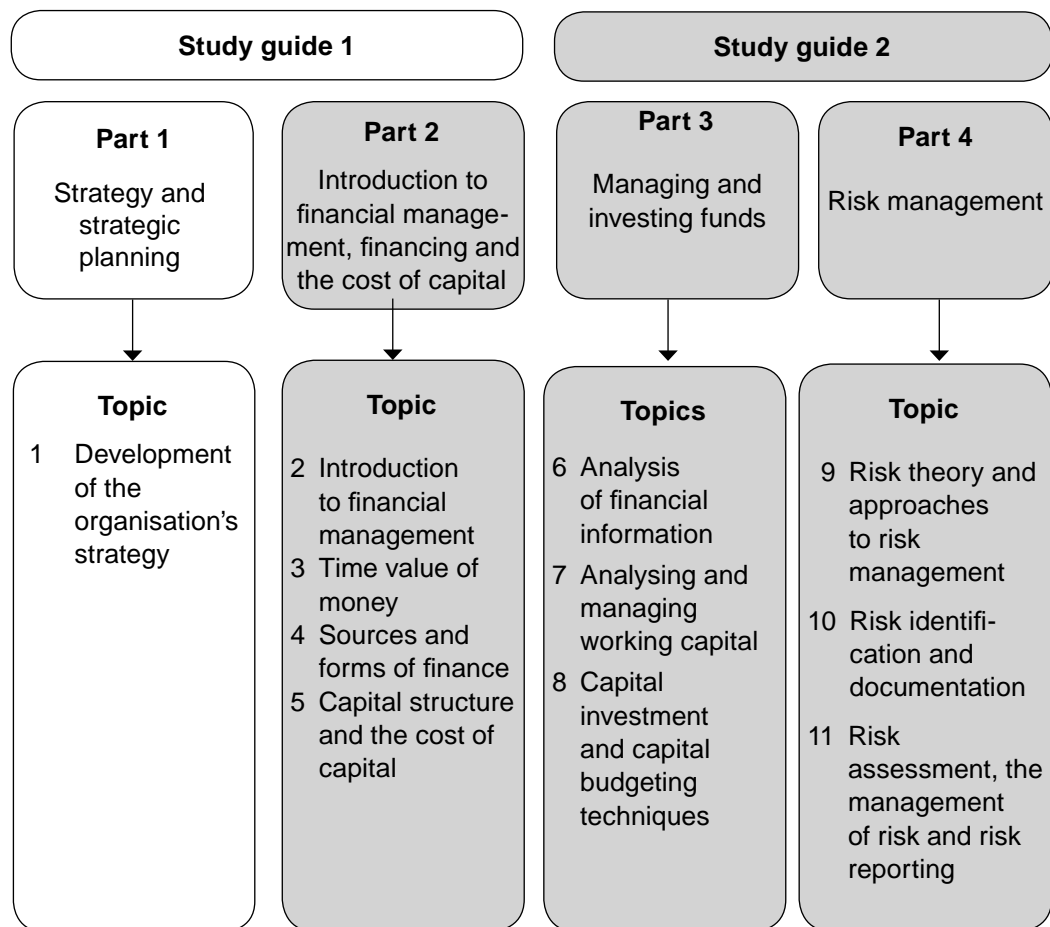 Study guide 1
Study guide 2
Part 1
Strategy and
strategic
planning
Part 2
Introduction to
financial manage-
ment, financing and
the cost of capital
Part 3
Managing and
investing funds
Part 4
Risk management
Topic
1 Development
of the
organisation’s
strategy
Topic
2 Introduction
to financial
management
3 Time value of
money
4 Sources and
forms of finance
5 Capital structure
and the cost of
capital
Topics
6 Analysis
of financial
information
7 Analysing and
managing
working capital
8 Capital
investment
and capital
budgeting
techniques
Topic
9 Risk theory and
approaches
to risk
management
10 Risk identifi-
cation and
documentation
11 Risk
assessment, the
management
of risk and risk
reporting